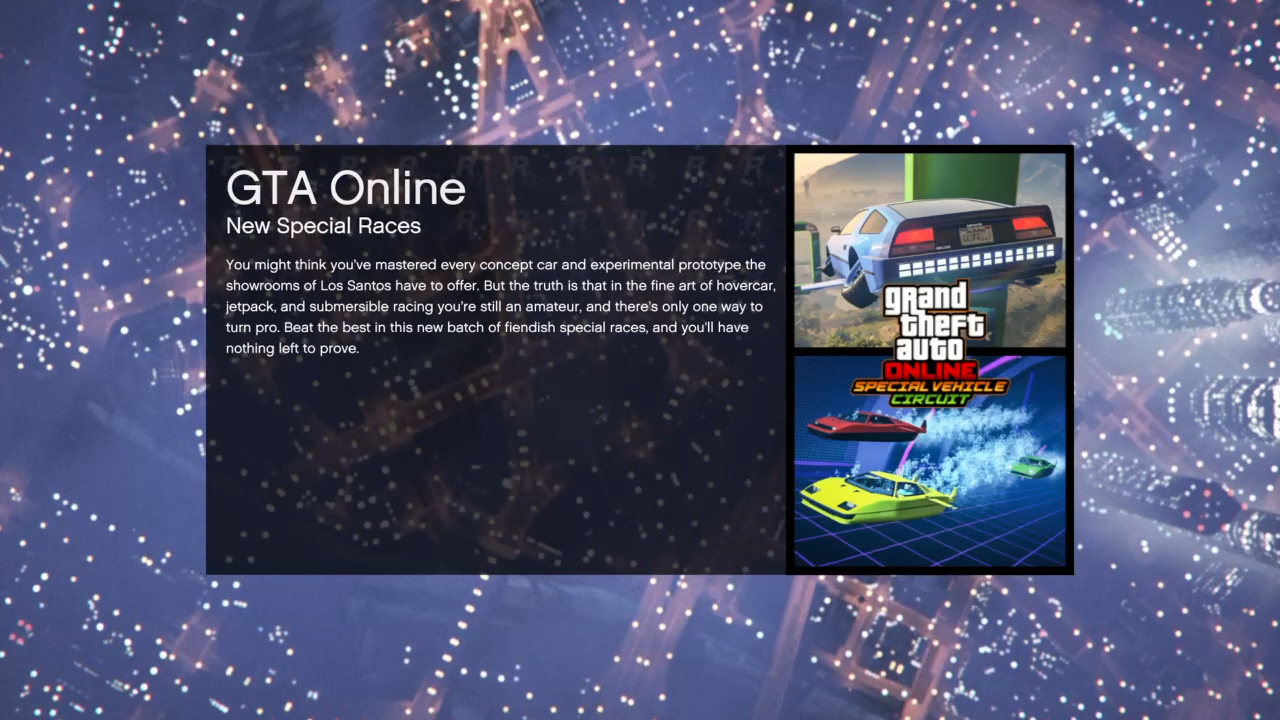 GTA Online
New Special Races
You might think you've mastered every concept car and experimental prototype the
showrooms of Los Santos have to offer. But the truth is that in the fine art of hovercar,
jetpack, and submersible racing you're still an amateur, and there's only one way to
turn pro. Beat the best in this new batch of fiendish special races, and you'll have
nothing left to prove.
grand
theft
auto
ONLINE
SPECIAL VEHICLE
CIRCUIT